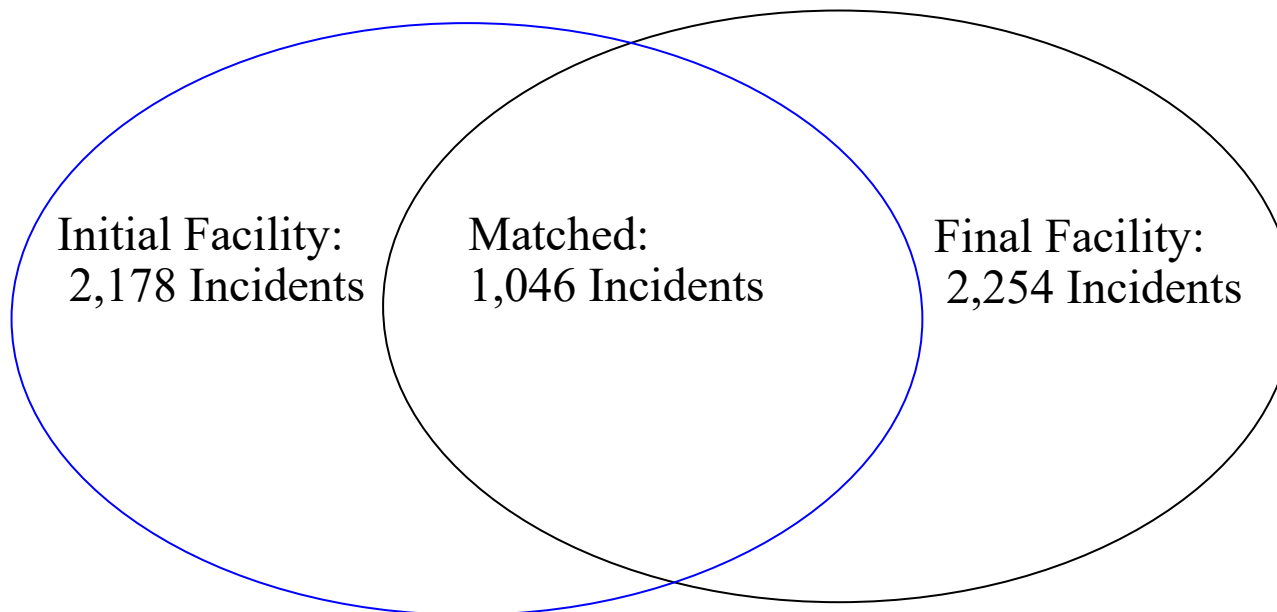 Initial Facility:
2,178 Incidents
Matched:
1,046 Incidents
Final Facility:
2,254 Incidents